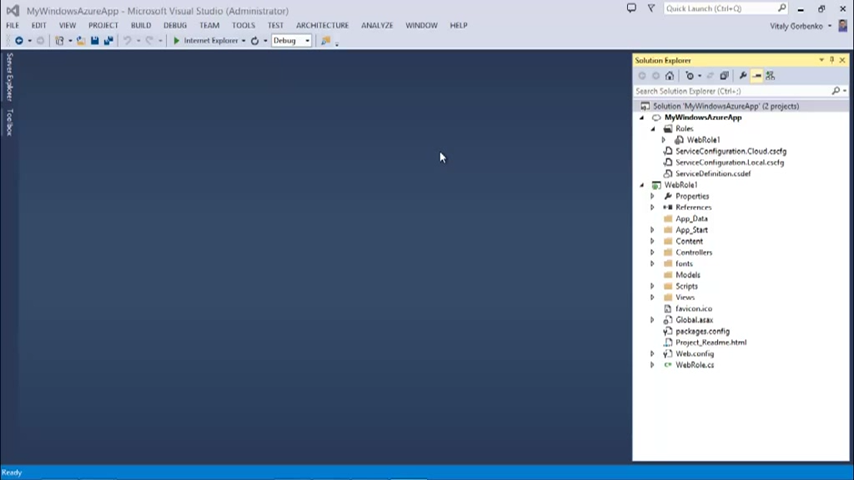 MyWindowsAzureApp - Microsoft Visual Studio (Administrator)
Quick Launch (Ctrl+Q)
FILE EDIT VIEW PROJECT BUILD DEBUG TEAM TOOLS TEST ARCHITECTURE ANALYZE WINDOW HELP
Vitaly Gorbenko
Internet Explorer
Debug
Server Explorer
Toolbox
Solution Explorer
Search Solution Explorer (Ctrl+;)
Solution 'MyWindowsAzureApp' (2 projects)
MyWindowsAzureApp
Roles
WebRole1
ServiceConfiguration.Cloud.cscfg
ServiceConfiguration.Local.cscfg
ServiceDefinition.csdef
WebRole1
Properties
References
App_Data
App_Start
Content
Controllers
fonts
Models
Scripts
Views
favicon.ico
Global.asax
packages.config
Project_Readme.html
Web.config
WebRole.cs
Ready